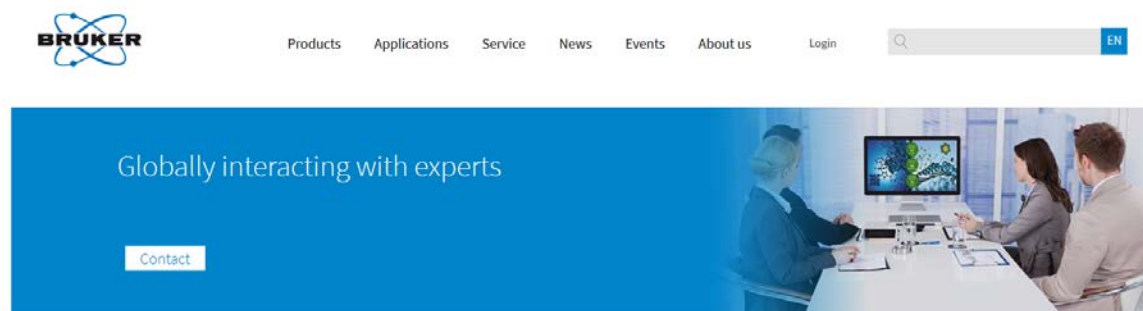 BRUKER
Products Applications Service News Events About us Login EN
Globally interacting with experts
Contact